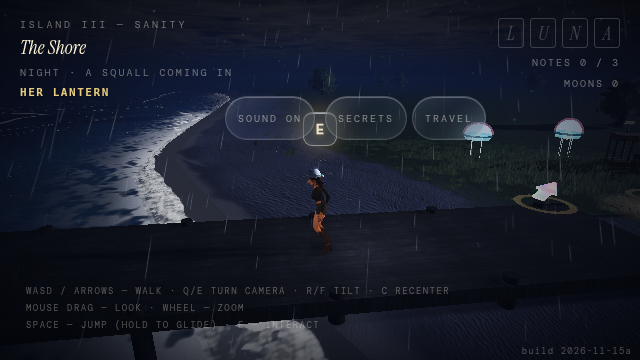 ISLAND III — SANITY
The Shore
NIGHT · A SQUALL COMING IN
HER LANTERN
L U N A
NOTES 0 / 3
MOONS 0
SOUND ON
SECRETS
TRAVEL
E
WASD / ARROWS — WALK · Q/E TURN CAMERA · R/F TILT · C RECENTER
MOUSE DRAG — LOOK · WHEEL — ZOOM
SPACE — JUMP (HOLD TO GLIDE) · E — INTERACT
build 2026-11-15a